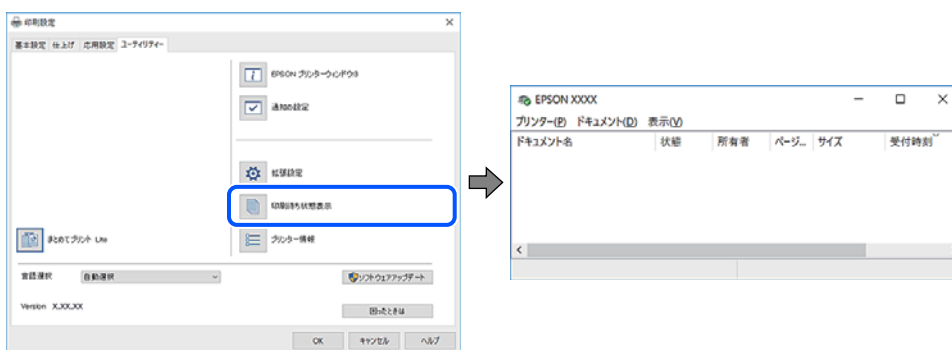 印刷設定
基本設定 仕上げ 応用設定 ユーティリティー
EPSON プリンターウィンドウ3
通知の設定
拡張設定
印刷待ち状態表示
まとめてプリント Lite
プリンター情報
言語選択 自動選択
ソフトウェアアップデート
Version X.XX.XX
困ったときは
OK キャンセル ヘルプ
EPSON XXXX
プリンター(P) ドキュメント(D) 表示(V)
ドキュメント名 状態 所有者 ページ... サイズ 受付時刻